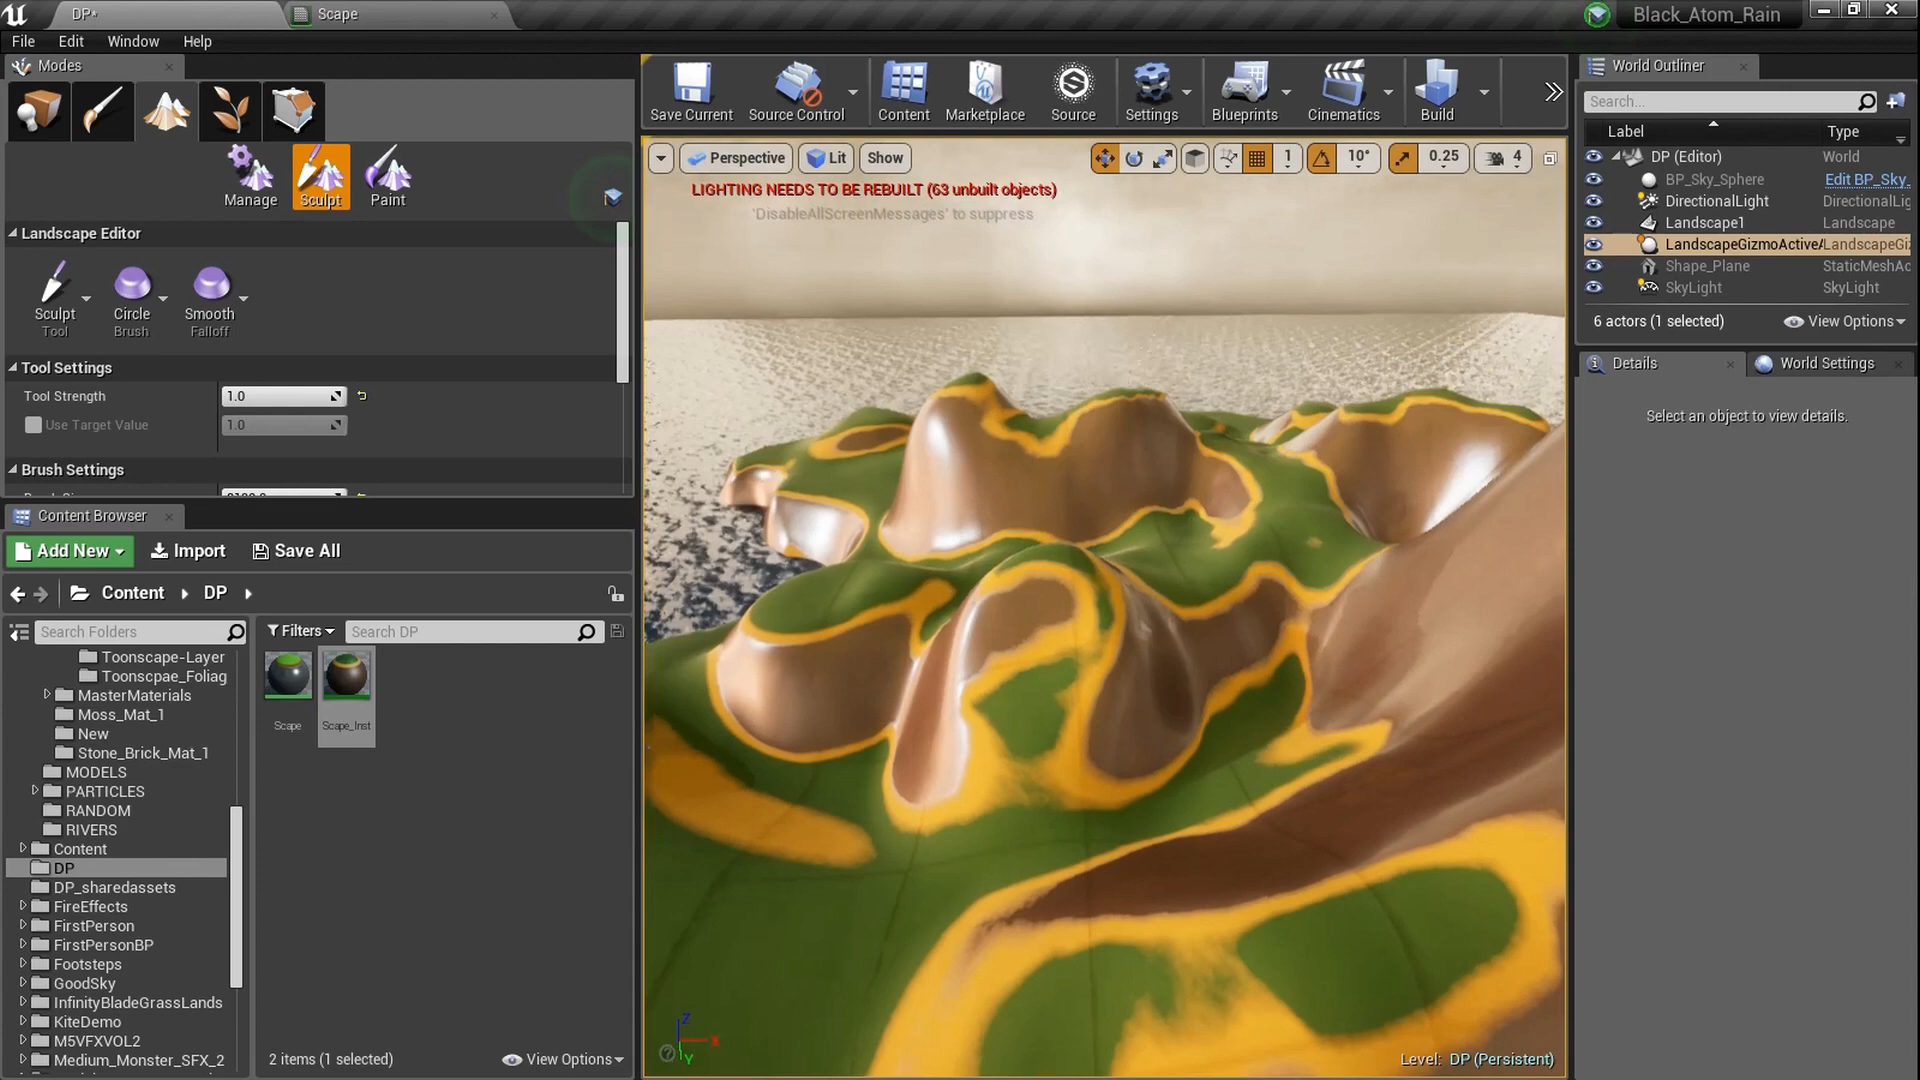 DP*
Scape
Black_Atom_Rain
File Edit Window Help
Modes
Manage
Sculpt
Paint
Landscape Editor
Sculpt
Tool
Circle
Brush
Smooth
Falloff
Tool Settings
Tool Strength 1.0
Use Target Value 1.0
Brush Settings
Content Browser
Add New Import Save All
Content DP
Search Folders
Toonscape-Layer
Toonscpae_Foliag
MasterMaterials
Moss_Mat_1
New
Stone_Brick_Mat_1
MODELS
PARTICLES
RANDOM
RIVERS
Content
DP
DP_sharedassets
FireEffects
FirstPerson
FirstPersonBP
Footsteps
GoodSky
InfinityBladeGrassLands
KiteDemo
M5VFXVOL2
Medium_Monster_SFX_2
Filters Search DP
Scape
Scape_Inst
2 items (1 selected) View Options
Save Current
Source Control
Content
Marketplace
Source
Settings
Blueprints
Cinematics
Build
Perspective Lit Show
1 10° 0.25 4
LIGHTING NEEDS TO BE REBUILT (63 unbuilt objects)
'DisableAllScreenMessages' to suppress
Z
X
Y
Level: DP (Persistent)
World Outliner
Search...
Label Type
DP (Editor) World
BP_Sky_Sphere Edit BP_Sky_
DirectionalLight DirectionalLig
Landscape1 Landscape
LandscapeGizmoActiveA LandscapeGi
Shape_Plane StaticMeshAc
SkyLight SkyLight
6 actors (1 selected) View Options
Details
World Settings
Select an object to view details.